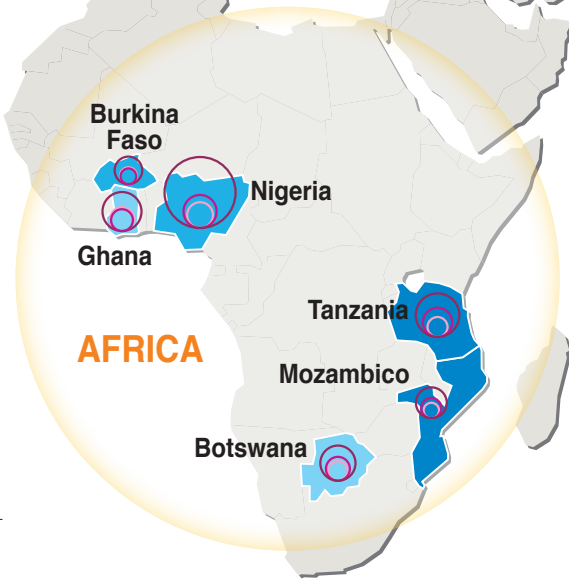 Burkina
Faso
Nigeria
Ghana
Tanzania
AFRICA
Mozambico
Botswana